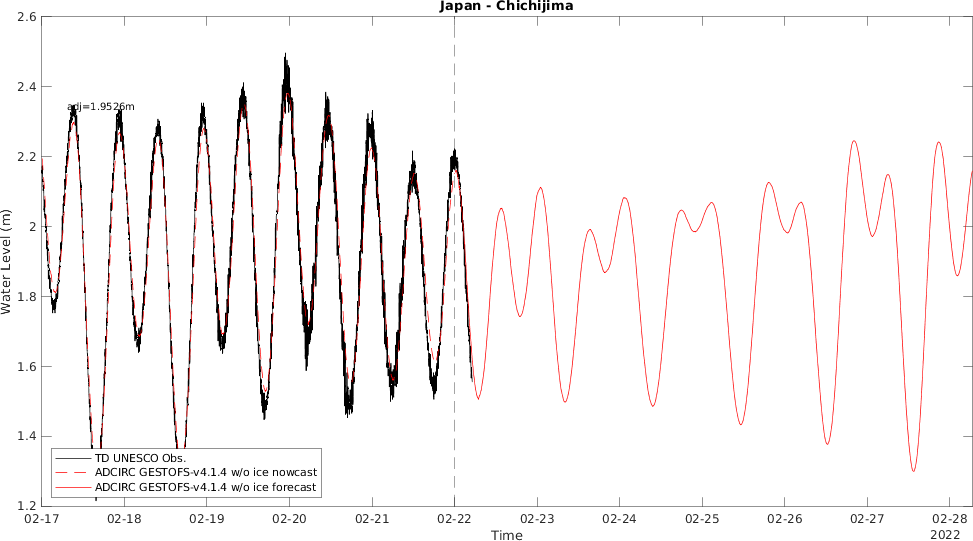 Japan - Chichijima
2.6
2.4
2.2
2
1.8
1.6
1.4
1.2
Water Level (m)
adj=1.9526m
TD UNESCO Obs.
ADCIRC GESTOFS-v4.1.4 w/o ice nowcast
ADCIRC GESTOFS-v4.1.4 w/o ice forecast
02-17 02-18 02-19 02-20 02-21 02-22 02-23 02-24 02-25 02-26 02-27 02-28
2022
Time